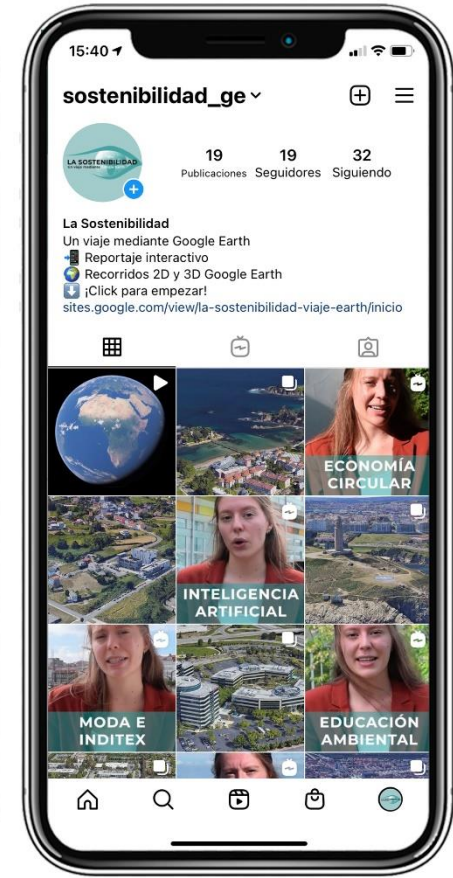 15:40
sostenibilidad_ge
LA SOSTENIBILIDAD
19 19 32
Publicaciones Seguidores Siguiendo
La Sostenibilidad
Un viaje mediante Google Earth
Reportaje interactivo
Recorridos 2D y 3D Google Earth
¡Click para empezar!
sites.google.com/view/la-sostenibilidad-viaje-earth/inicio
ECONOMÍA
CIRCULAR
INTELIGENCIA
ARTIFICIAL
MODA E
INDITEX
EDUCACIÓN
AMBIENTAL